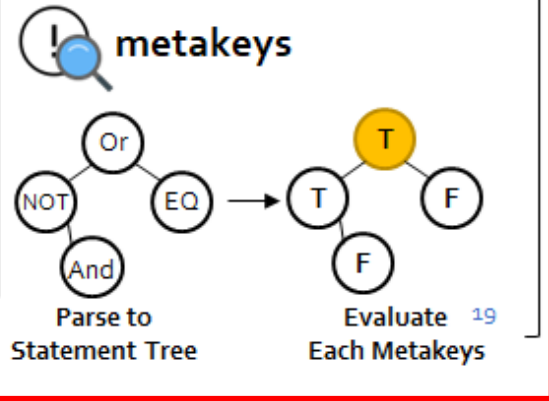 ! metakeys
Or
NOT
EQ
And
T
T
F
F
Parse to
Statement Tree
Evaluate
Each Metakeys
19